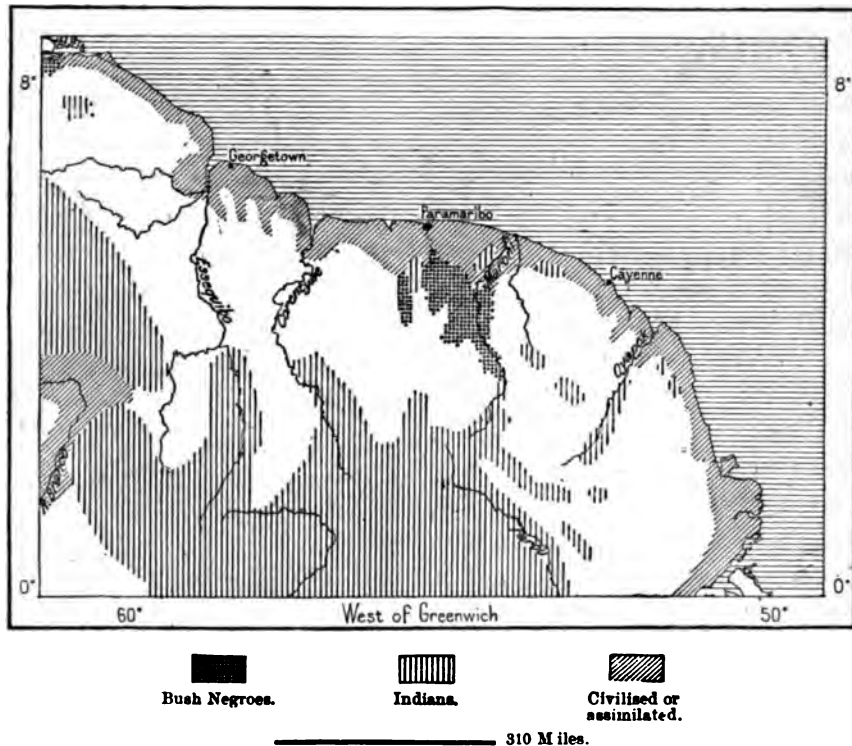 8° 8°
Georgetown
Paramaribo
Cayenne
Essequibo
0° 0°
60° West of Greenwich 50°
Bush Negroes. Indians. Civilised or
assimilated.
310 Miles.